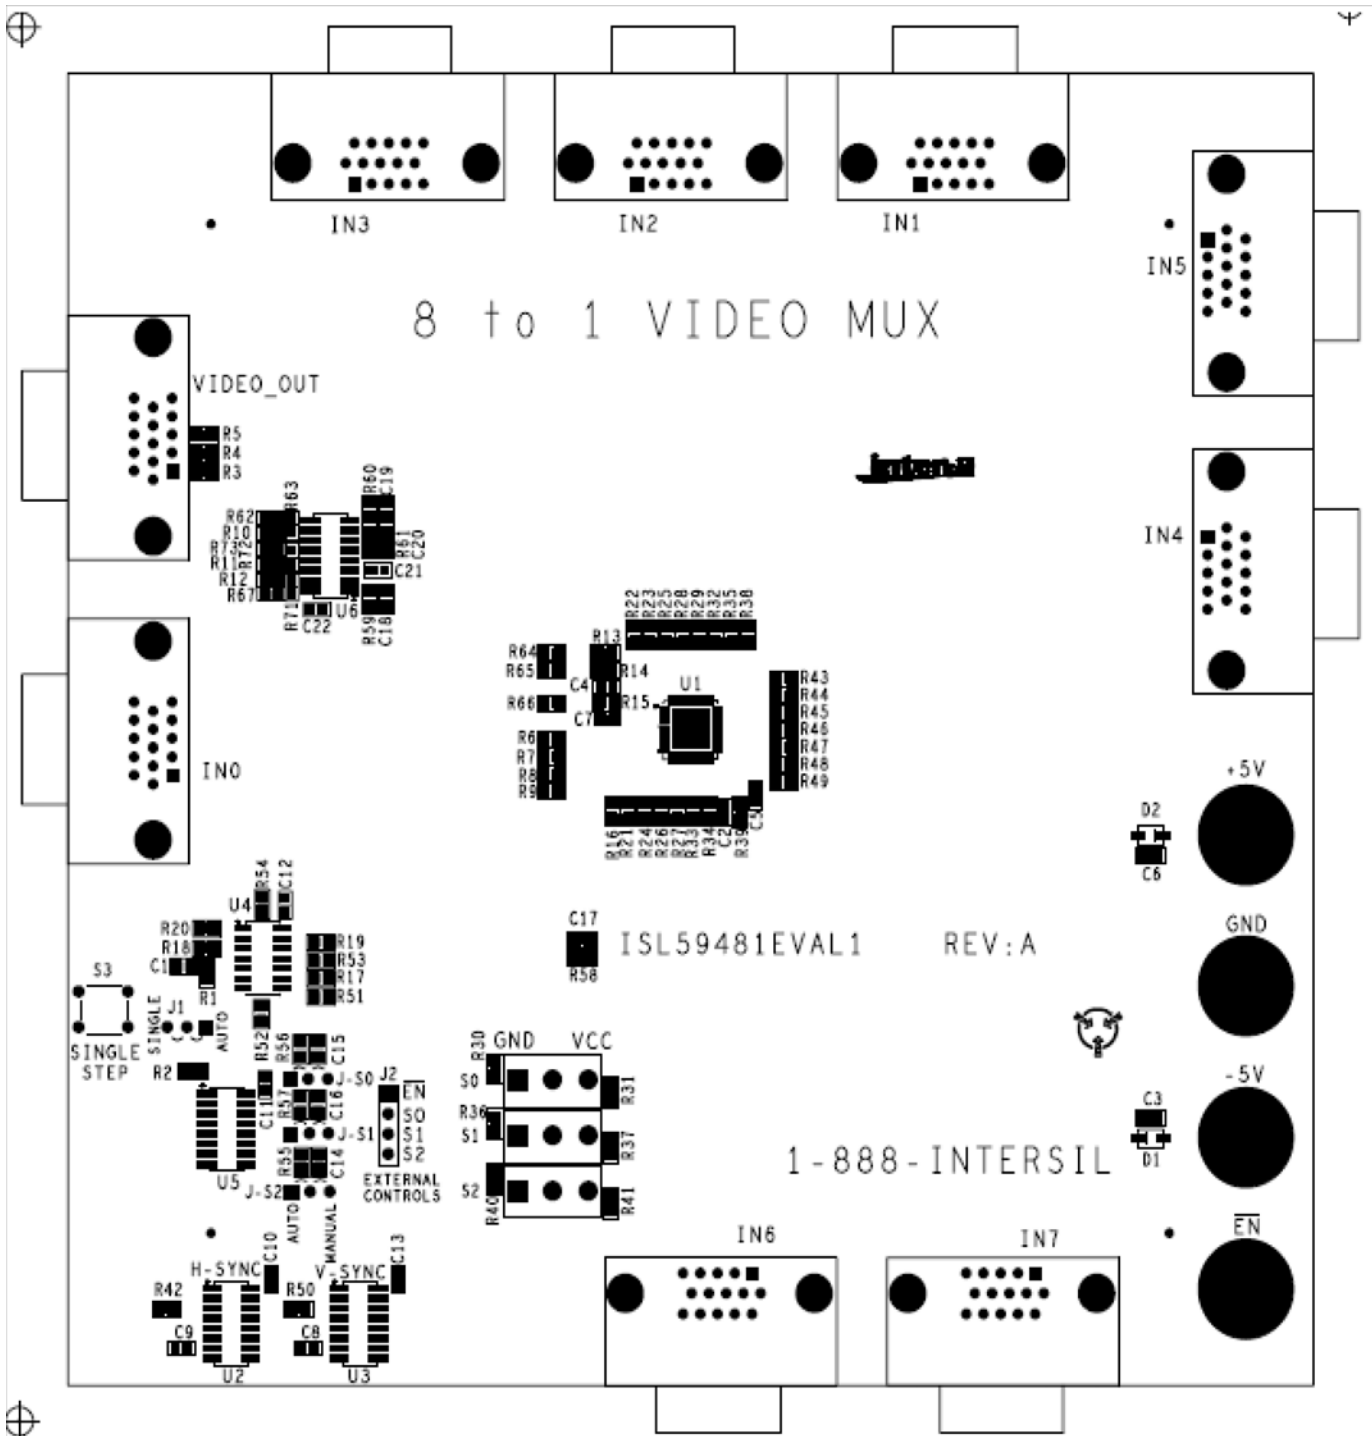 IN3
IN2
IN1
IN5
8 to 1 VIDEO MUX
VIDEO_OUT
R5
R4
R3
IN4
R60
C19
R63
R62
R10
R73
R72
R11
R12
R67
R61
C20
C21
R71
C22
U6
R59
C18
R22
R23
R25
R28
R29
R32
R35
R38
R64
R65
R66
R13
R14
C4
R15
C7
U1
R43
R44
R45
R46
R47
R48
R49
R6
R7
R8
R9
IN0
+5V
D2
C6
C5
R16
R21
R24
R26
R27
R33
R34
C2
R39
R54
C12
U4
R20
R18
C1
R1
R19
R53
R17
R51
R52
C17
R58
ISL59481EVAL1 REV:A
GND
S3
SINGLE
STEP
J1
SINGLE
AUTO
R2
R56
C15
J-S0
C11
R57
C16
J-S1
R55
C14
J-S2
U5
AUTO
MANUAL
J2
EN
S0
S1
S2
EXTERNAL
CONTROLS
R30
GND VCC
S0
R31
R36
S1
R37
S2
R40
R41
-5V
C3
D1
1-888-INTERSIL
EN
IN6
IN7
H-SYNC
C10
V-SYNC
C13
R42
R50
C9
C8
U2
U3